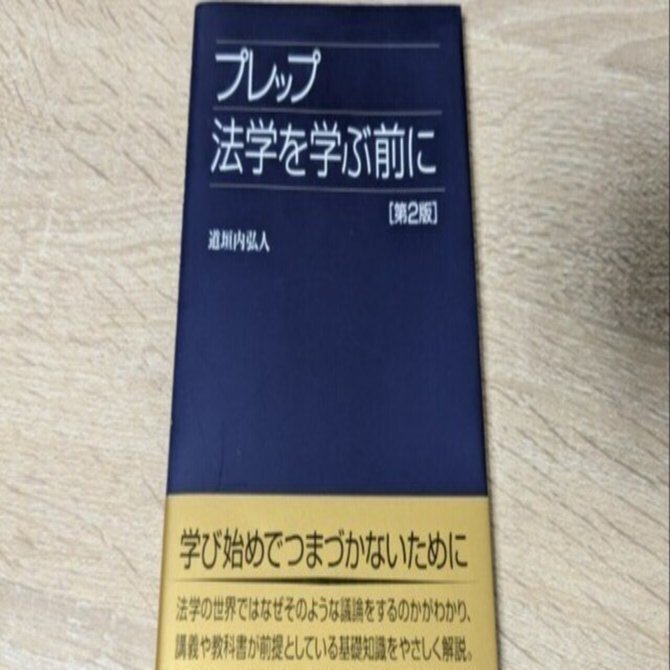 プレップ
法学を学ぶ前に
[第2版]
道垣内弘人
学び始めでつまづかないために
法学の世界ではなぜそのような議論をするのかがわかり、
講義や教科書が前提としている基礎知識をやさしく解説。